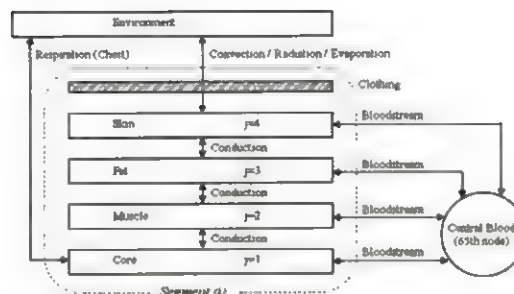 Environment
Respiration (Chest)
Convection / Radiation / Evaporation
Clothing
Skin j=4
Bloodstream
Conduction
Fat j=3
Bloodstream
Conduction
Muscle j=2
Bloodstream
Central Blood
(65th node)
Conduction
Core j=1
Bloodstream
Segment (i)